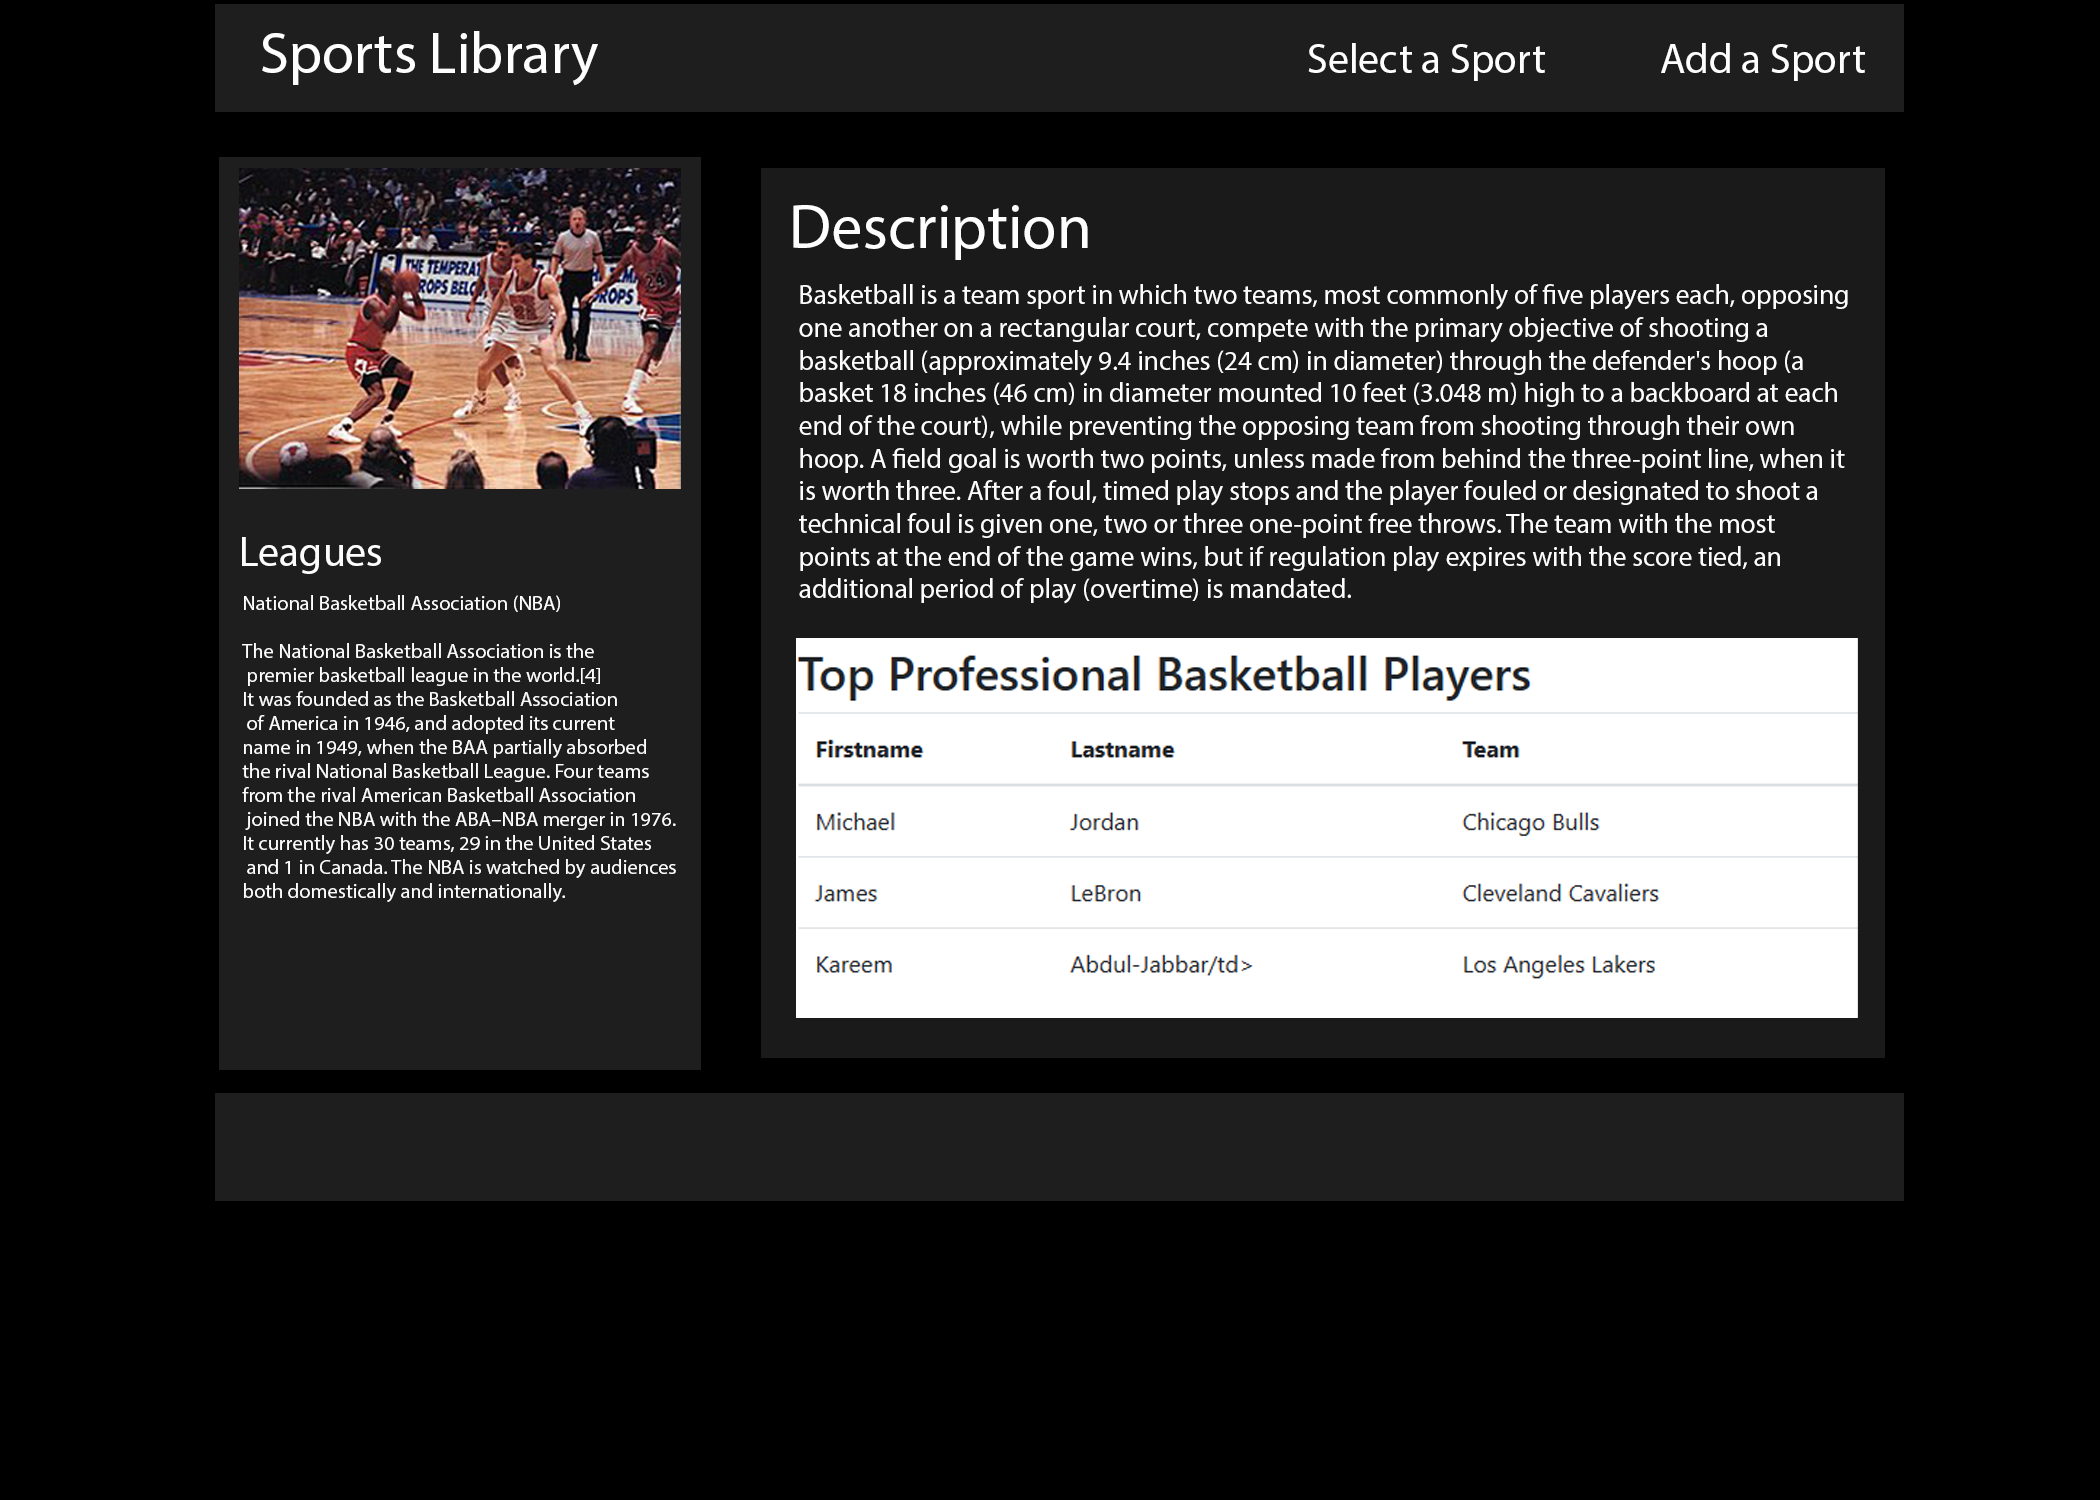 Sports Library
Select a Sport
Add a Sport
THE TEMPERA
ROPS BELO
THE
ROPS
24
Leagues
National Basketball Association (NBA)
The National Basketball Association is the
premier basketball league in the world.[4]
It was founded as the Basketball Association
of America in 1946, and adopted its current
name in 1949, when the BAA partially absorbed
the rival National Basketball League. Four teams
from the rival American Basketball Association
joined the NBA with the ABA–NBA merger in 1976.
It currently has 30 teams, 29 in the United States
and 1 in Canada. The NBA is watched by audiences
both domestically and internationally.
Description
Basketball is a team sport in which two teams, most commonly of five players each, opposing
one another on a rectangular court, compete with the primary objective of shooting a
basketball (approximately 9.4 inches (24 cm) in diameter) through the defender's hoop (a
basket 18 inches (46 cm) in diameter mounted 10 feet (3.048 m) high to a backboard at each
end of the court), while preventing the opposing team from shooting through their own
hoop. A field goal is worth two points, unless made from behind the three-point line, when it
is worth three. After a foul, timed play stops and the player fouled or designated to shoot a
technical foul is given one, two or three one-point free throws. The team with the most
points at the end of the game wins, but if regulation play expires with the score tied, an
additional period of play (overtime) is mandated.
Top Professional Basketball Players
Firstname Lastname Team
Michael Jordan Chicago Bulls
James LeBron Cleveland Cavaliers
Kareem Abdul-Jabbar/td> Los Angeles Lakers